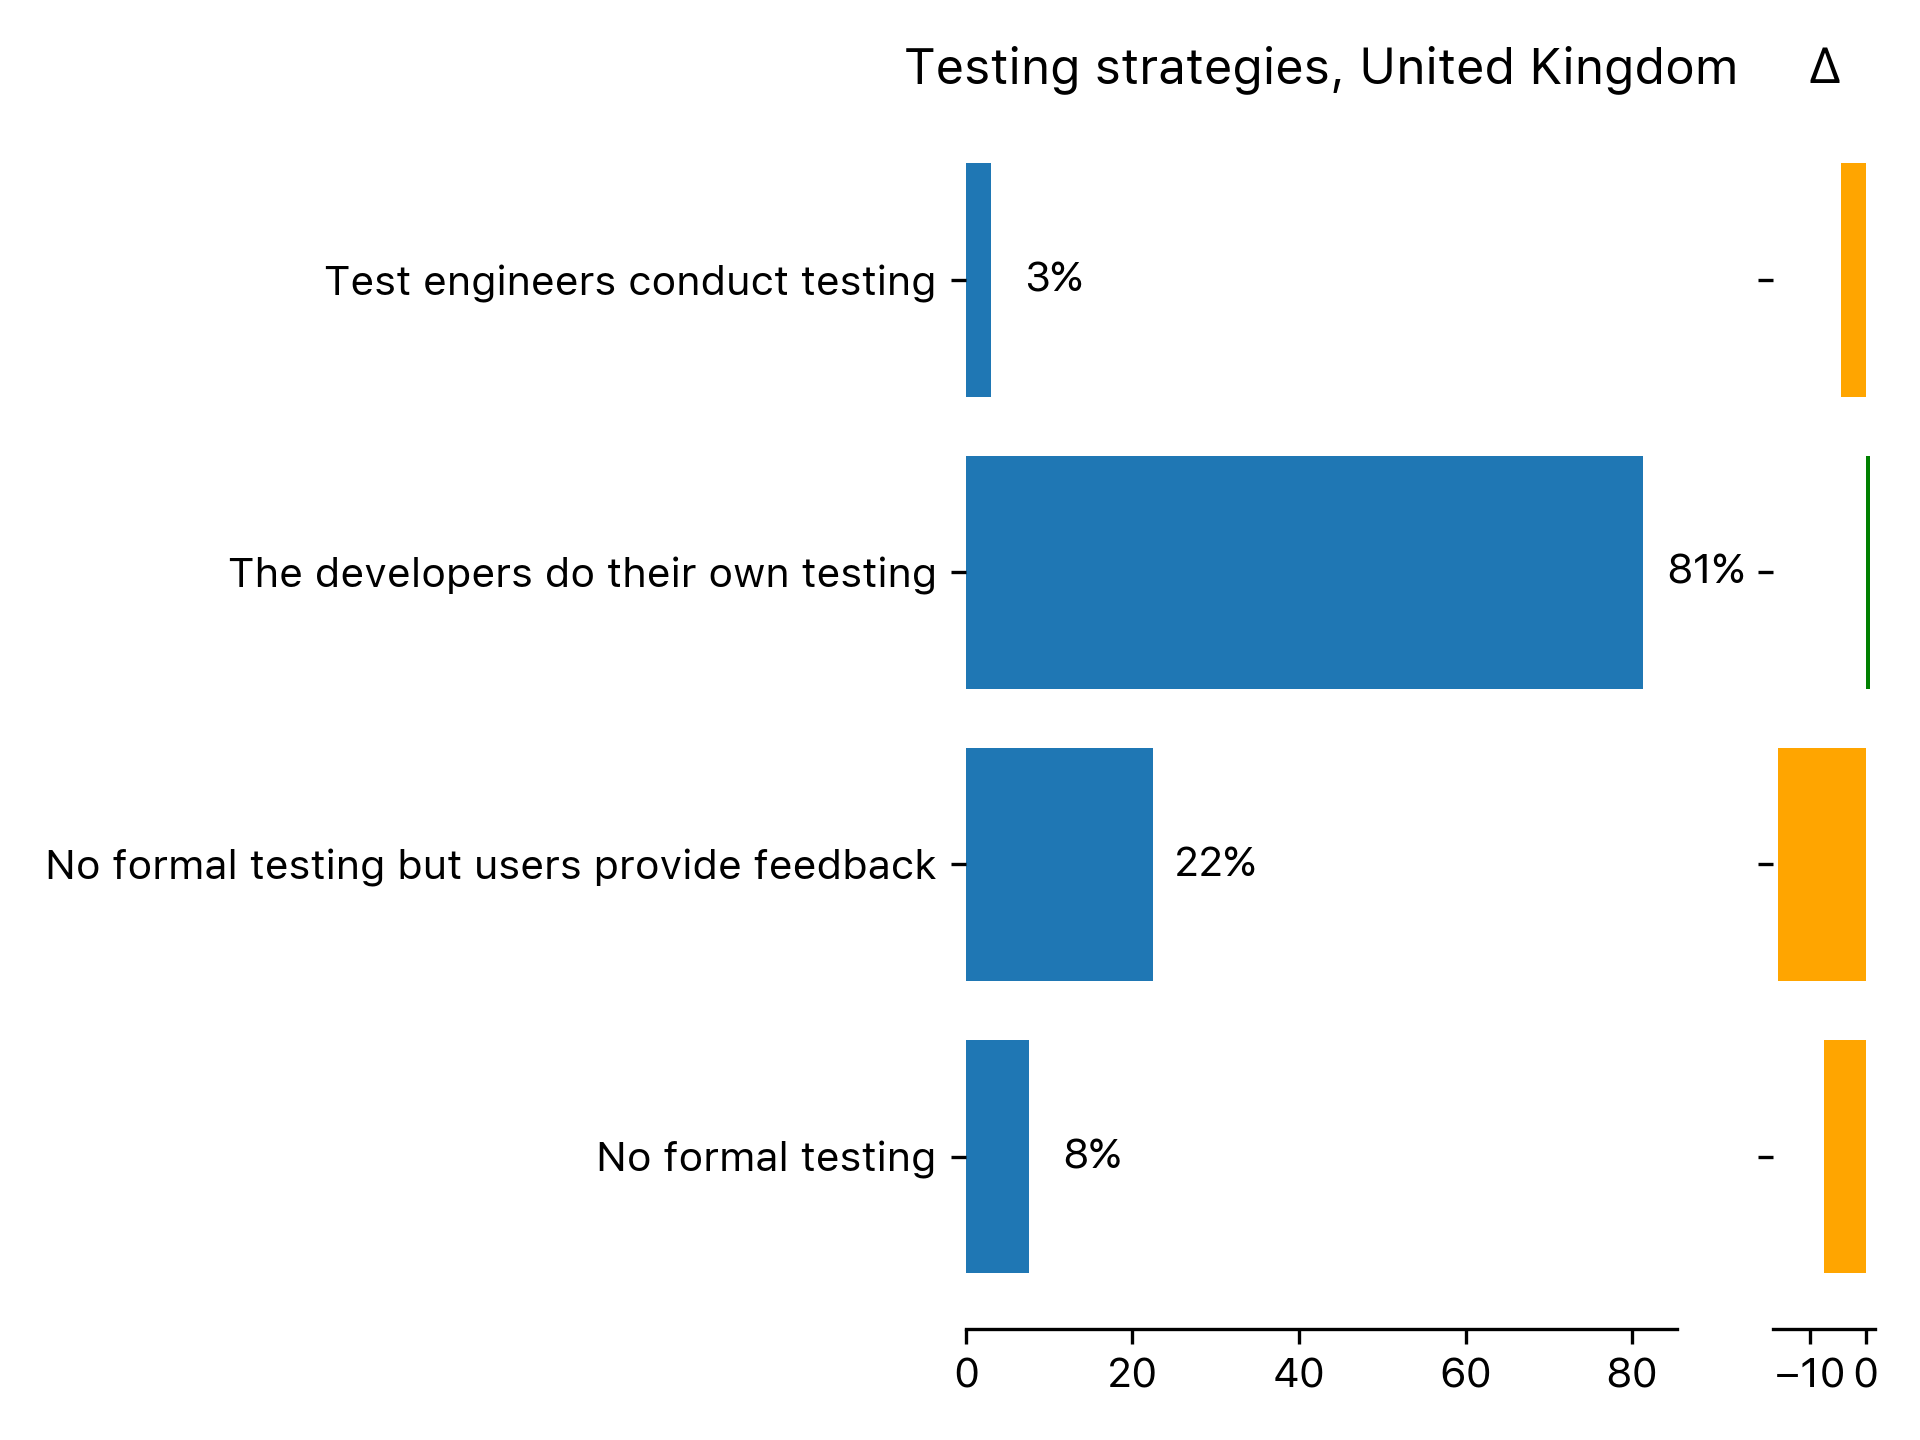 Testing strategies, United Kingdom Δ
Test engineers conduct testing 3%
The developers do their own testing 81%
No formal testing but users provide feedback 22%
No formal testing 8%
0 20 40 60 80 −10 0